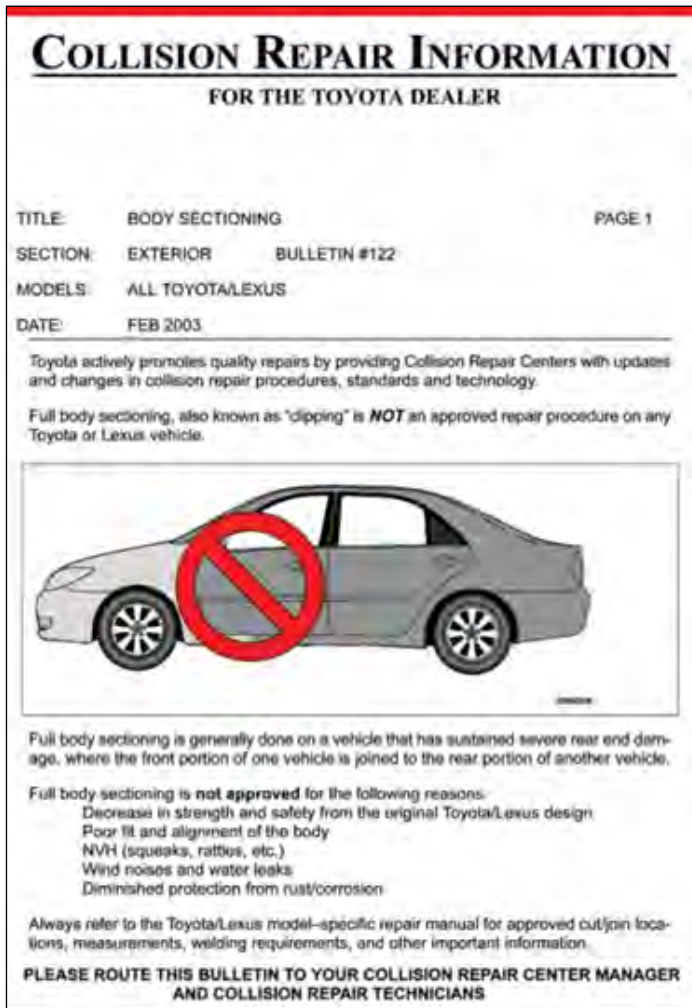 COLLISION REPAIR INFORMATION
FOR THE TOYOTA DEALER
TITLE: BODY SECTIONING PAGE 1
SECTION: EXTERIOR BULLETIN #122
MODELS: ALL TOYOTA/LEXUS
DATE: FEB 2003
Toyota actively promotes quality repairs by providing Collision Repair Centers with updates
and changes in collision repair procedures, standards and technology.
Full body sectioning, also known as "clipping" is NOT an approved repair procedure on any
Toyota or Lexus vehicle.
Full body sectioning is generally done on a vehicle that has sustained severe rear end dam-
age, where the front portion of one vehicle is joined to the rear portion of another vehicle.
Full body sectioning is not approved for the following reasons
Decrease in strength and safety from the original Toyota/Lexus design
Poor fit and alignment of the body
NVH (squeaks, rattles, etc.)
Wind noises and water leaks
Diminished protection from rust/corrosion
Always refer to the Toyota/Lexus model–specific repair manual for approved cut/join loca-
tions, measurements, welding requirements, and other important information.
PLEASE ROUTE THIS BULLETIN TO YOUR COLLISION REPAIR CENTER MANAGER
AND COLLISION REPAIR TECHNICIANS